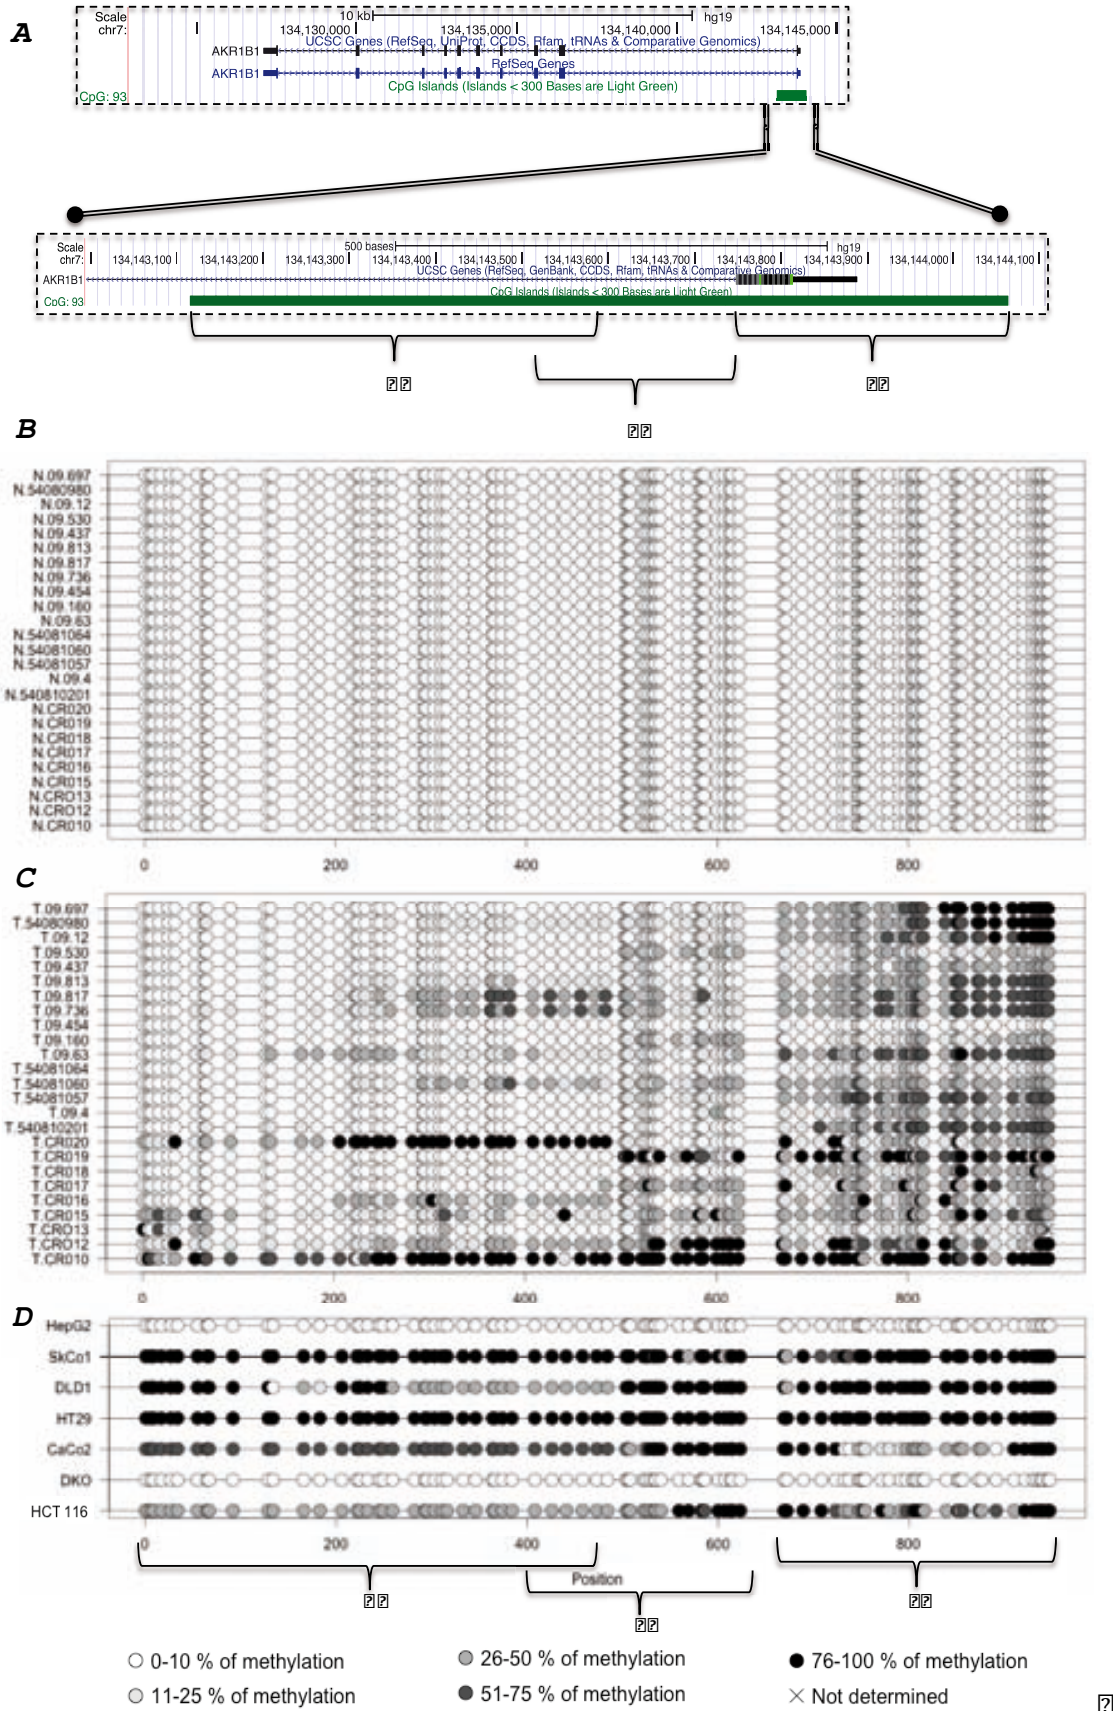 A
Scale 10 kb hg19
chr7: 134,130,000 134,135,000 134,140,000 134,145,000
UCSC Genes (RefSeq, UniProt, CCDS, Rfam, tRNAs & Comparative Genomics)
AKR1B1
RefSeq Genes
AKR1B1
CpG Islands (Islands < 300 Bases are Light Green)
CpG: 93
Scale 500 bases hg19
chr7: 134,143,100 134,143,200 134,143,300 134,143,400 134,143,500 134,143,600 134,143,700 134,143,800 134,143,900 134,144,000 134,144,100
UCSC Genes (RefSeq, GenBank, CCDS, Rfam, tRNAs & Comparative Genomics)
AKR1B1
CpG Islands (Islands < 300 Bases are Light Green)
CpG: 93
B
N.09.697
N.54080980
N.09.12
N.09.530
N.09.437
N.09.813
N.09.817
N.09.736
N.09.454
N.09.160
N.09.63
N.54081064
N.54081060
N.54081057
N.09.4
N.540810201
N.CR020
N.CR019
N.CR018
N.CR017
N.CR016
N.CR015
N.CRO13
N.CRO12
N.CR010
0 200 400 600 800
C
T.09.697
T.54080980
T.09.12
T.09.530
T.09.437
T.09.813
T.09.817
T.09.736
T.09.454
T.09.160
T.09.63
T.54081064
T.54081060
T.54081057
T.09.4
T.540810201
T.CR020
T.CR019
T.CR018
T.CR017
T.CR016
T.CR015
T.CRO13
T.CRO12
T.CR010
0 200 400 600 800
D
HepG2
SkCo1
DLD1
HT29
CaCo2
DKO
HCT 116
0 200 400 600 800
Position
0-10 % of methylation 26-50 % of methylation 76-100 % of methylation
11-25 % of methylation 51-75 % of methylation Not determined